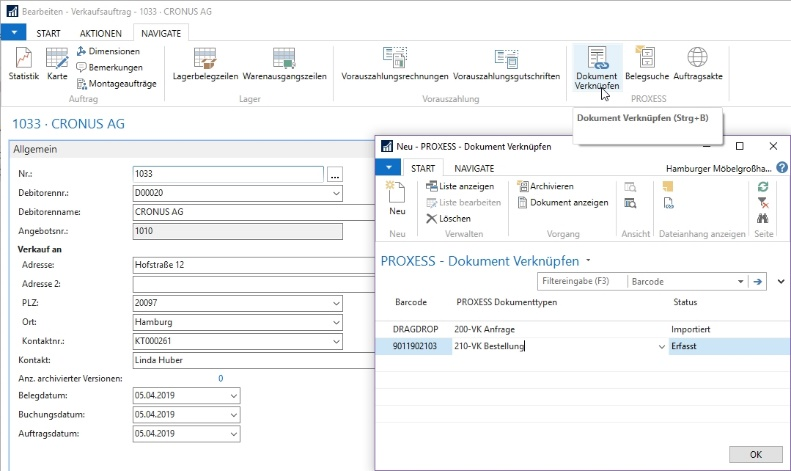 Bearbeiten - Verkaufsauftrag - 1033 · CRONUS AG
START AKTIONEN NAVIGATE
Statistik
Karte
Dimensionen
Bemerkungen
Montageaufträge
Auftrag
Lagerbelegzeilen
Warenausgangszeilen
Lager
Vorauszahlungsrechnungen
Vorauszahlungsgutschriften
Vorauszahlung
Dokument
Verknüpfen
Belegsuche
Auftragsakte
PROXESS
Dokument Verknüpfen (Strg+B)
1033 · CRONUS AG
Allgemein
Nr.: 1033 ...
Debitorennr.: D00020
Debitorenname: CRONUS AG
Angebotsnr.: 1010
Verkauf an
Adresse: Hofstraße 12
Adresse 2:
PLZ: 20097
Ort: Hamburg
Kontaktnr.: KT000261
Kontakt: Linda Huber
Anz. archivierter Versionen: 0
Belegdatum: 05.04.2019
Buchungsdatum: 05.04.2019
Auftragsdatum: 05.04.2019
Neu - PROXESS - Dokument Verknüpfen
START NAVIGATE Hamburger Möbelgroßha...
Neu
Neu
Liste anzeigen
Liste bearbeiten
Löschen
Verwalten
Archivieren
Dokument anzeigen
Vorgang
Ansicht
Dateianhang anzeigen
Seite
PROXESS - Dokument Verknüpfen
Filtereingabe (F3) Barcode
Barcode PROXESS Dokumenttypen Status
DRAGDROP 200-VK Anfrage Importiert
9011902103 210-VK Bestellung Erfasst
OK